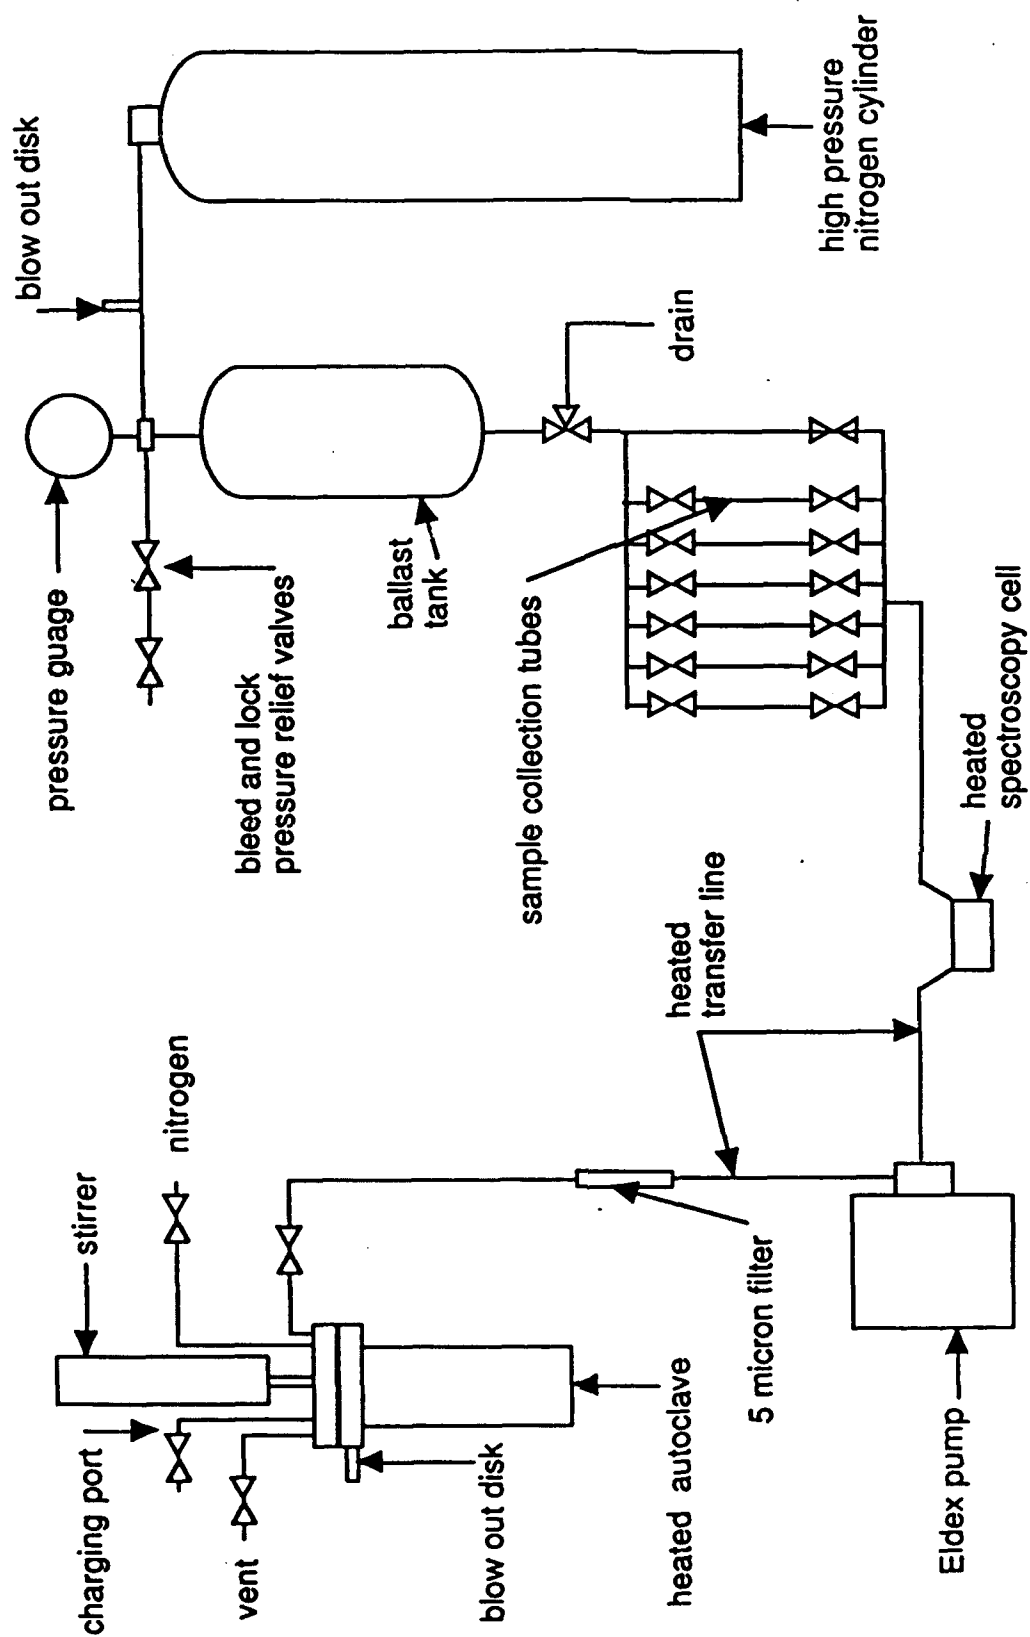 charging port
stirrer
nitrogen
vent
blow out disk
heated autoclave
5 micron filter
Eldex pump
heated
transfer line
heated
spectroscopy cell
pressure guage
bleed and lock
pressure relief valves
ballast
tank
sample collection tubes
blow out disk
drain
high pressure
nitrogen cylinder